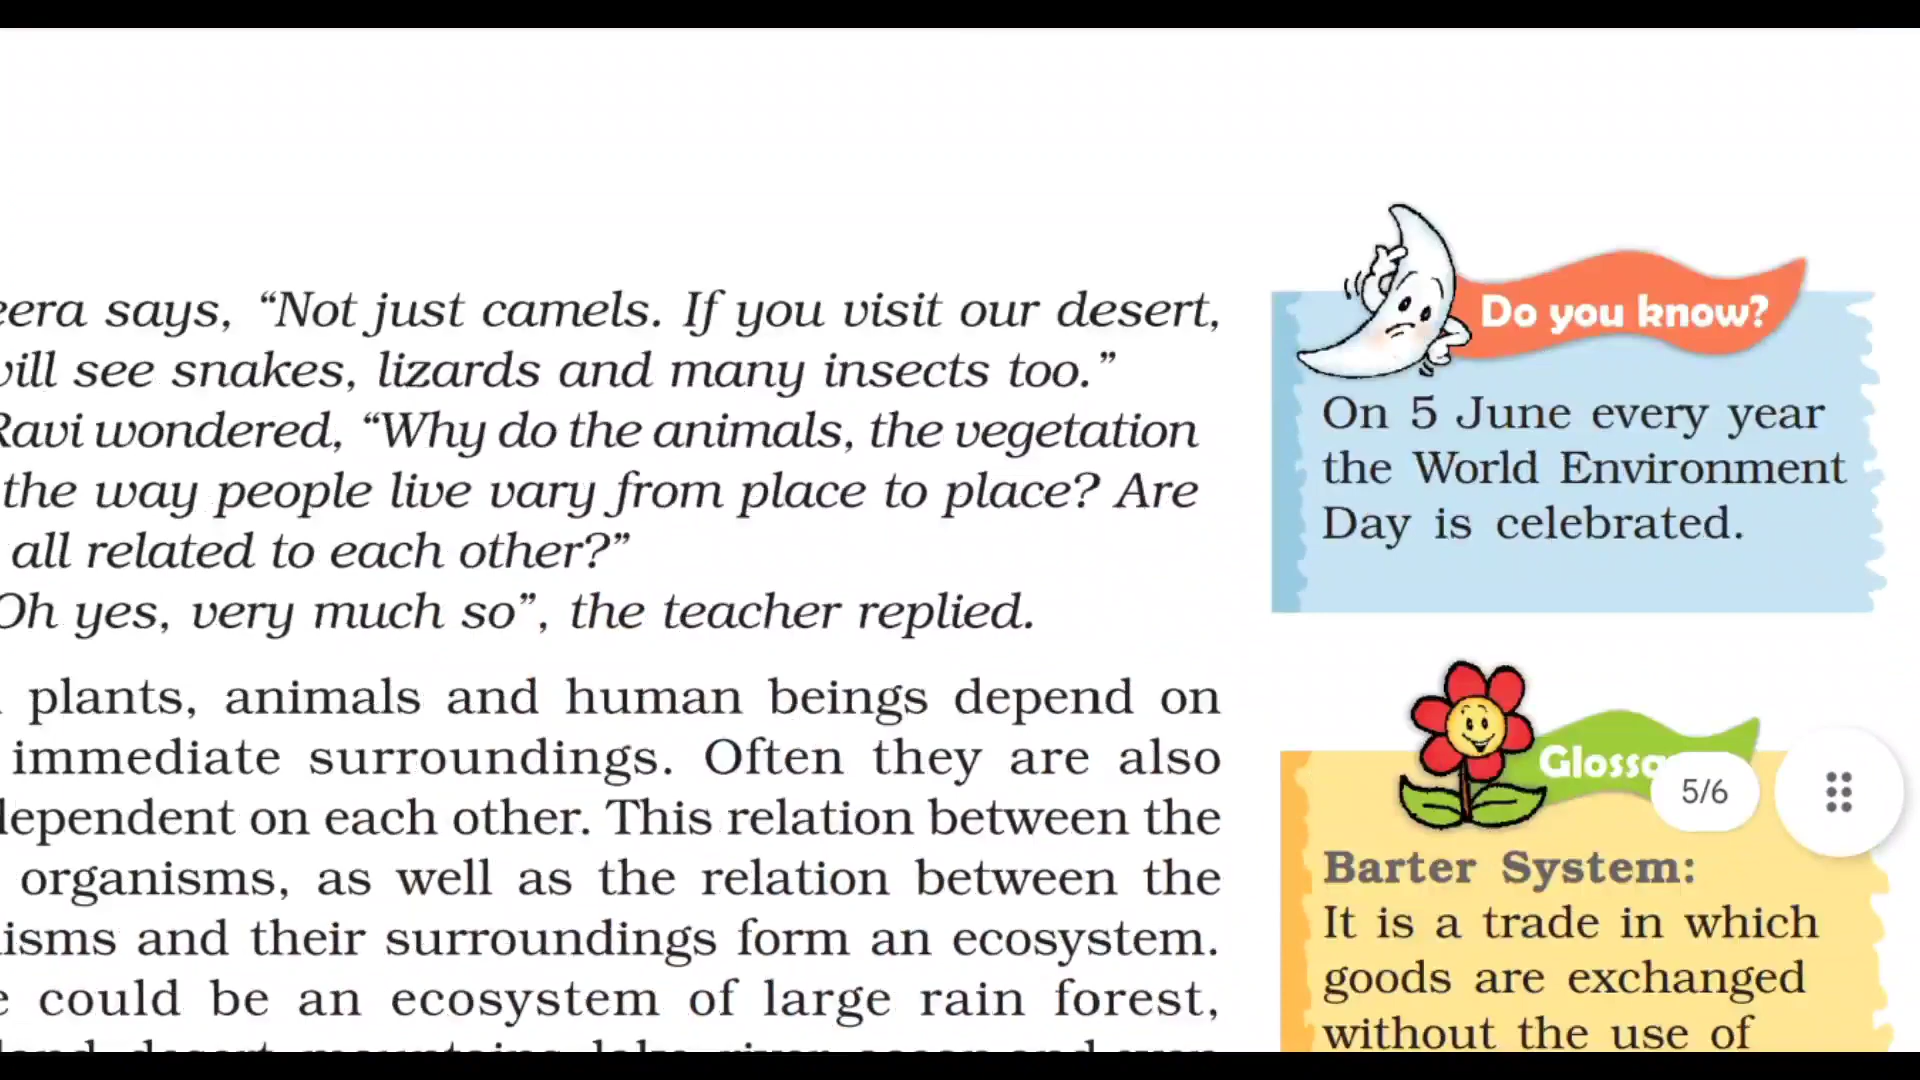 says, “Not just camels. If you visit our desert,
see snakes, lizards and many insects too.”
Ravi wondered, “Why do the animals, the vegetation
the way people live vary from place to place? Are
all related to each other?”
Oh yes, very much so”, the teacher replied.
plants, animals and human beings depend on
immediate surroundings. Often they are also
dependent on each other. This relation between the
organisms, as well as the relation between the
and their surroundings form an ecosystem.
could be an ecosystem of large rain forest,
Do you know?
On 5 June every year
the World Environment
Day is celebrated.
5/6
Barter System:
It is a trade in which
goods are exchanged
without the use of